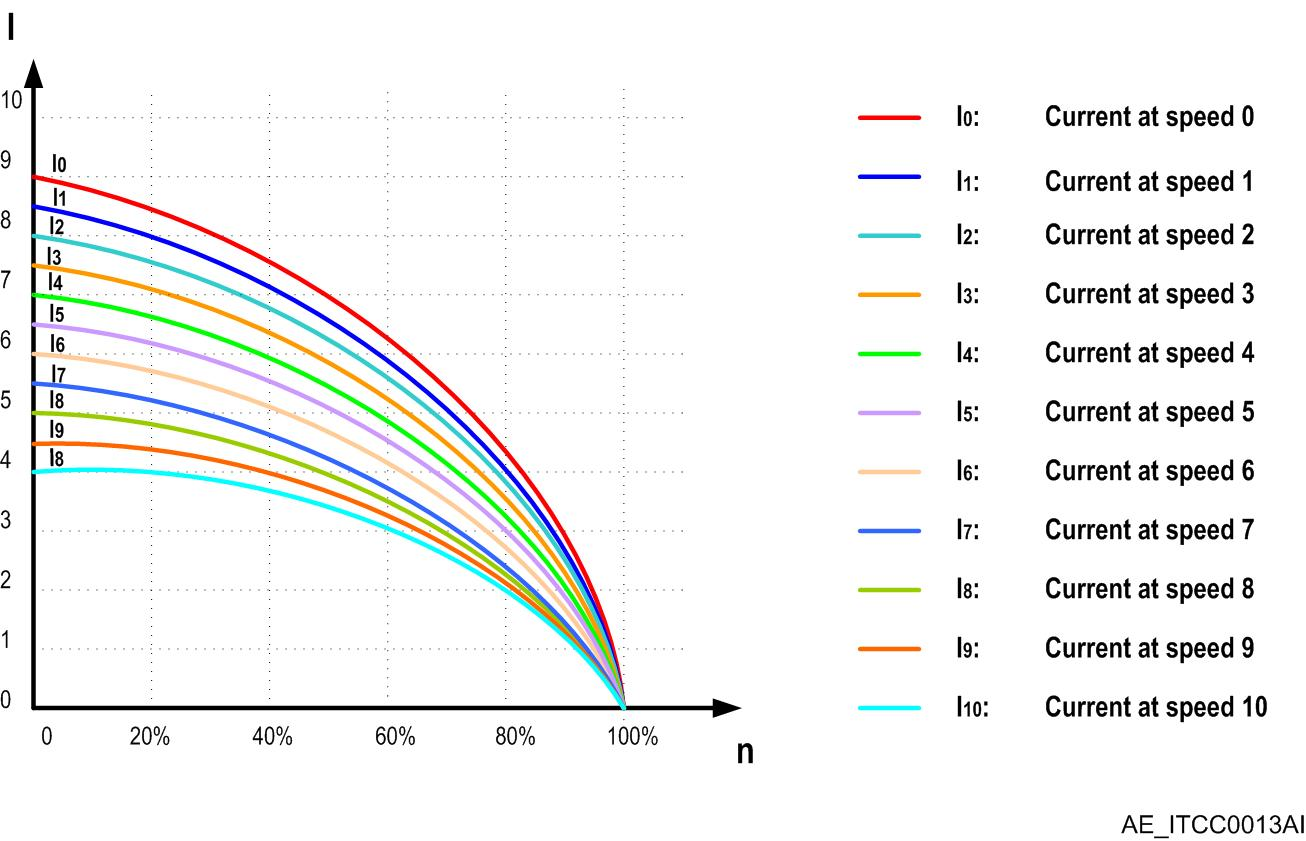 I
10
9
8
7
6
5
4
3
2
1
0
I0
I1
I2
I3
I4
I5
I6
I7
I8
I9
I8
0 20% 40% 60% 80% 100%
n
I0: Current at speed 0
I1: Current at speed 1
I2: Current at speed 2
I3: Current at speed 3
I4: Current at speed 4
I5: Current at speed 5
I6: Current at speed 6
I7: Current at speed 7
I8: Current at speed 8
I9: Current at speed 9
I10: Current at speed 10
AE_ITCC0013AI